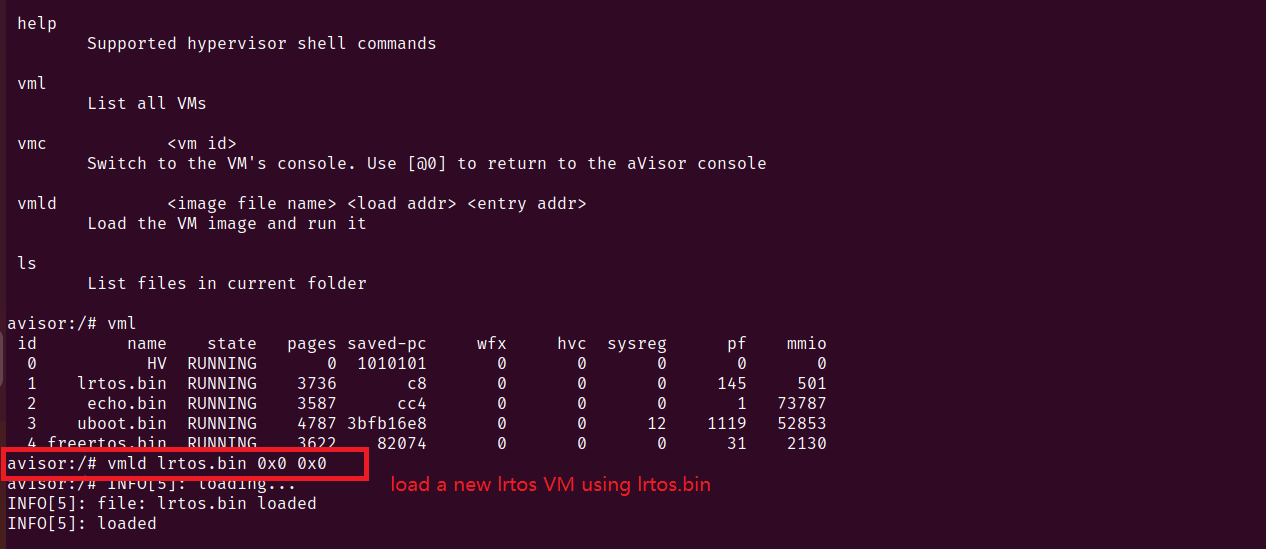 help
Supported hypervisor shell commands
vml
List all VMs
vmc <vm id>
Switch to the VM's console. Use [@0] to return to the aVisor console
vmld <image file name> <load addr> <entry addr>
Load the VM image and run it
ls
List files in current folder
avisor:/# vml
id name state pages saved-pc wfx hvc sysreg pf mmio
0 HV RUNNING 0 1010101 0 0 0 0 0
1 lrtos.bin RUNNING 3736 c8 0 0 0 145 501
2 echo.bin RUNNING 3587 cc4 0 0 0 1 73787
3 uboot.bin RUNNING 4787 3bfb16e8 0 0 12 1119 52853
4 freertos.bin RUNNING 3622 82074 0 0 0 31 2130
avisor:/# vmld lrtos.bin 0x0 0x0
avisor:/# INFO[5]: loading...
load a new lrtos VM using lrtos.bin
INFO[5]: file: lrtos.bin loaded
INFO[5]: loaded